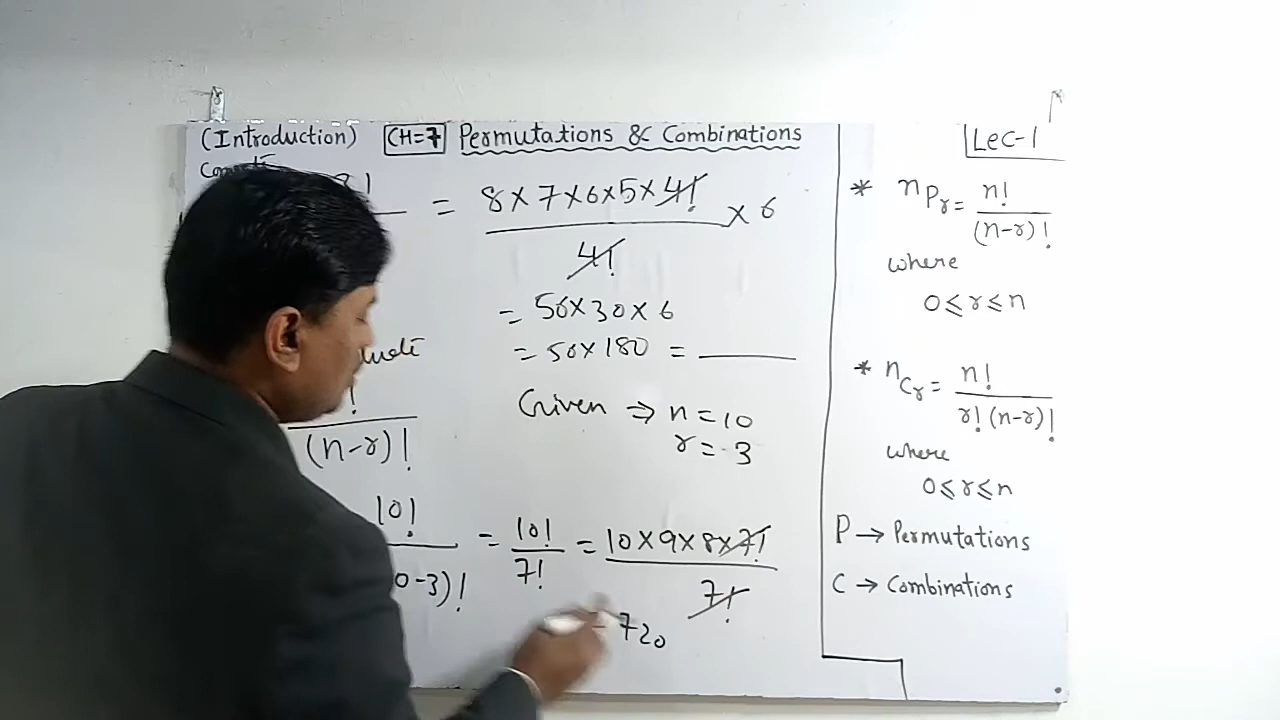 (Introduction) CH=7 Permutations & Combinations
8! = 8×7×6×5×4! / 4! × 6
= 56×30×6
= 56×180 = ______
Given ⇒ n=10
r=3
! / (n-r)!
10! / 0-3)! = 10! / 7! = 10×9×8×7! / 7!
= 720
Lec-1
* nPr = n! / (n-r)!
where
0≤r≤n
* nCr = n! / r!(n-r)!
where
0≤r≤n
P → Permutations
C → Combinations